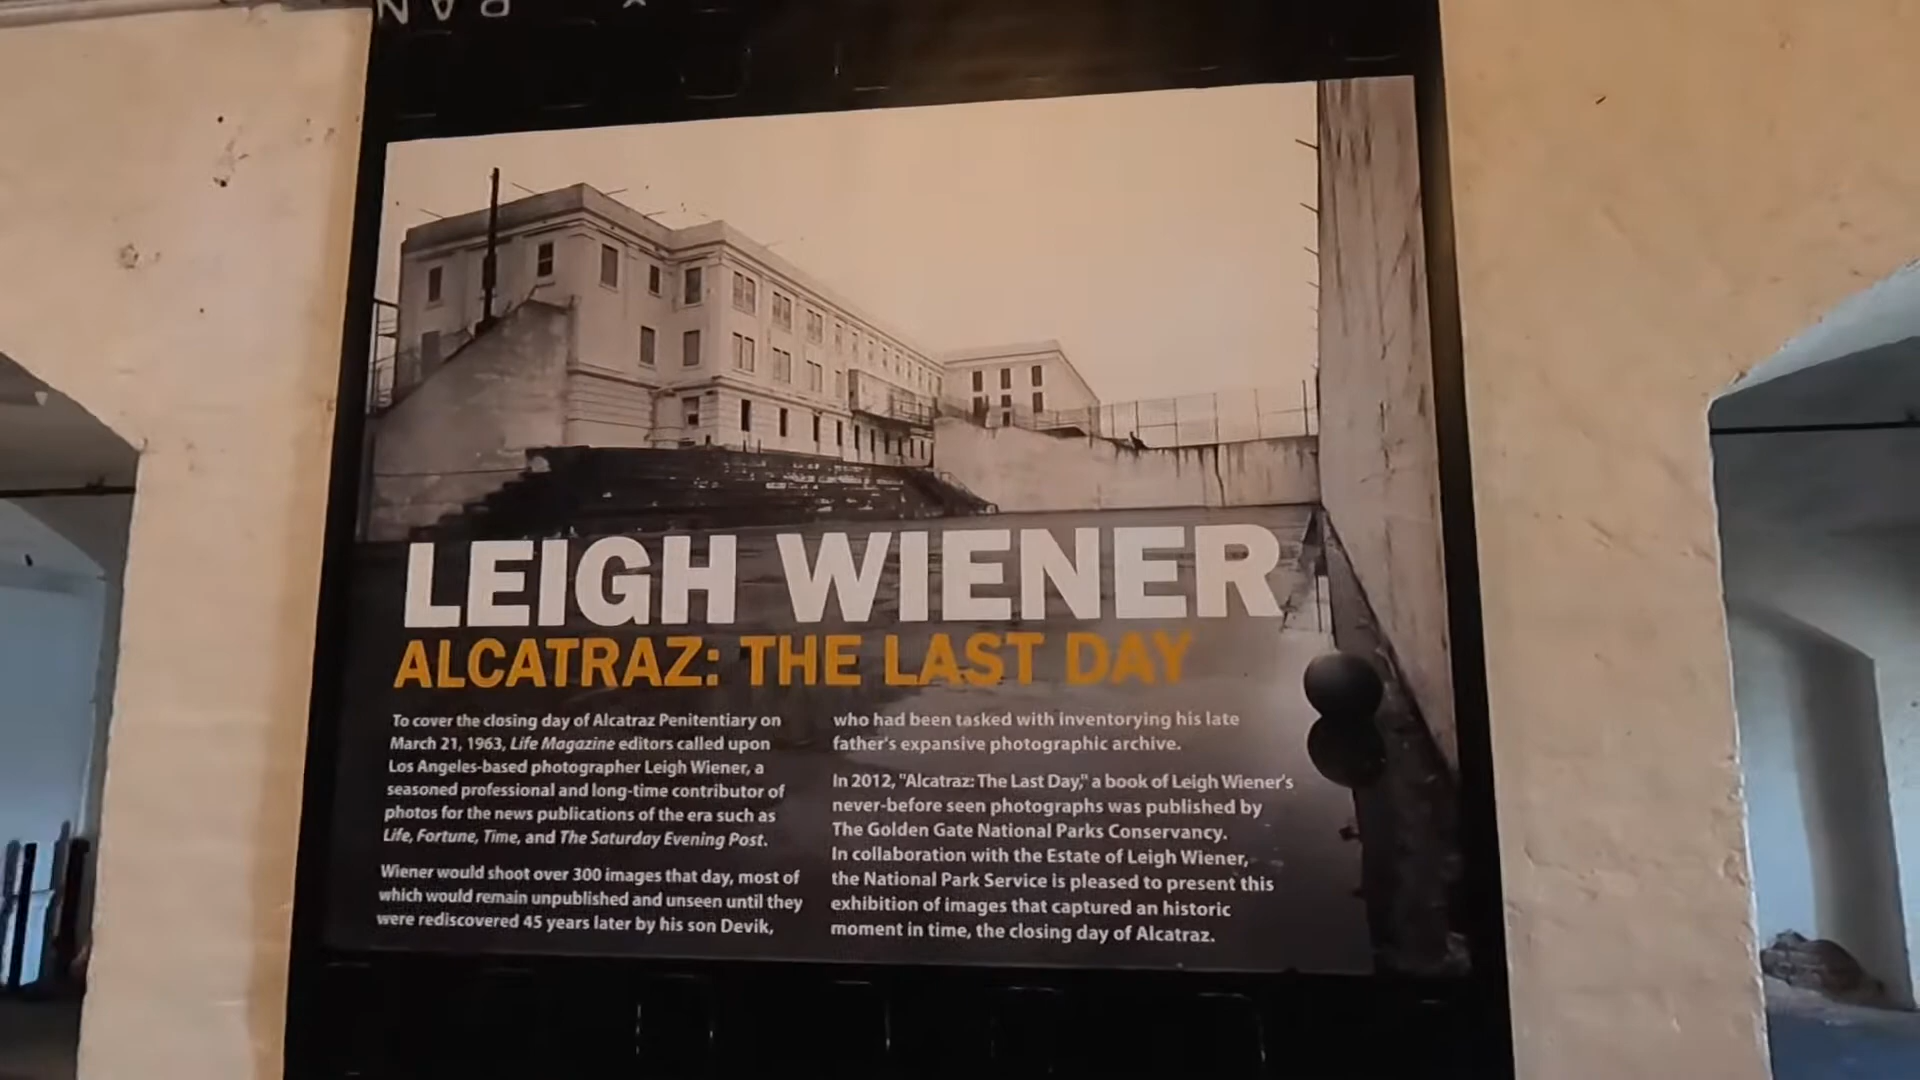 LEIGH WIENER
ALCATRAZ: THE LAST DAY
To cover the closing day of Alcatraz Penitentiary on
March 21, 1963, Life Magazine editors called upon
Los Angeles-based photographer Leigh Wiener, a
seasoned professional and long-time contributor of
photos for the news publications of the era such as
Life, Fortune, Time, and The Saturday Evening Post.
Wiener would shoot over 300 images that day, most of
which would remain unpublished and unseen until they
were rediscovered 45 years later by his son Devik,
who had been tasked with inventorying his late
father's expansive photographic archive.
In 2012, "Alcatraz: The Last Day," a book of Leigh Wiener's
never-before seen photographs was published by
The Golden Gate National Parks Conservancy.
In collaboration with the Estate of Leigh Wiener,
the National Park Service is pleased to present this
exhibition of images that captured an historic
moment in time, the closing day of Alcatraz.